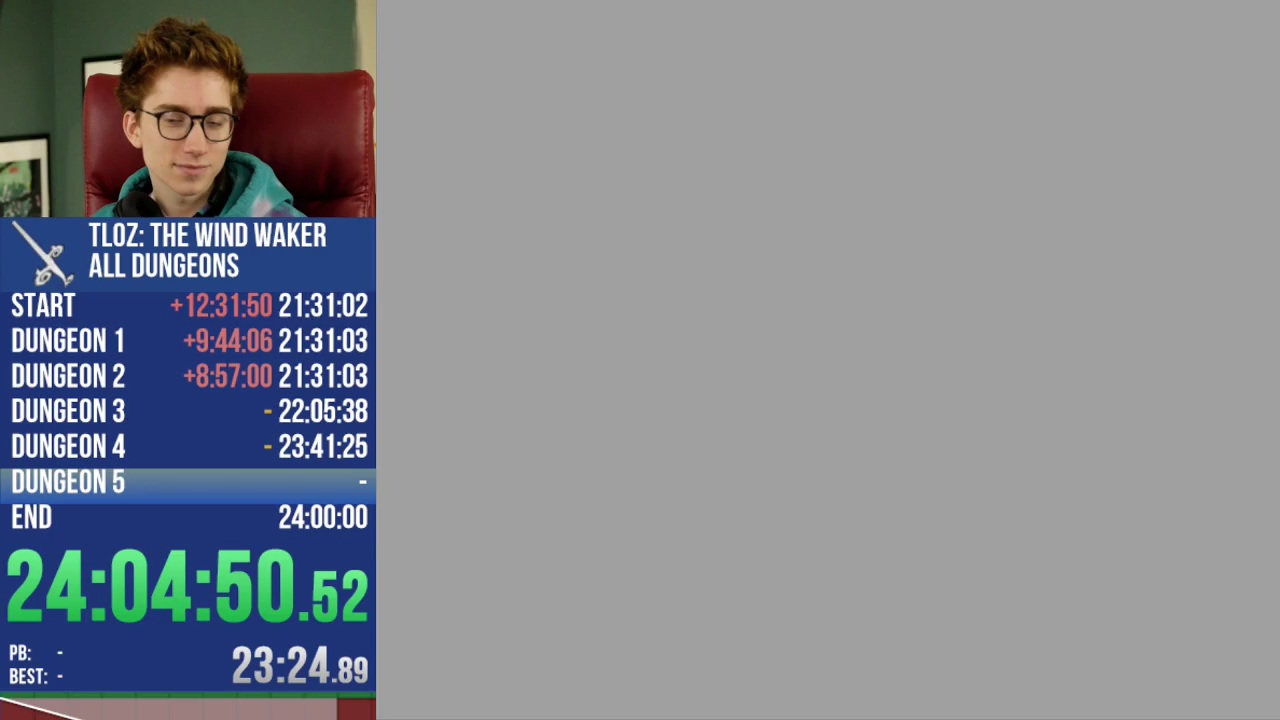 TLOZ: THE WIND WAKER
ALL DUNGEONS
START +12:31:50 21:31:02
DUNGEON 1 +9:44:06 21:31:03
DUNGEON 2 +8:57:00 21:31:03
DUNGEON 3 - 22:05:38
DUNGEON 4 - 23:41:25
DUNGEON 5 -
END 24:00:00
24:04:50.52
PB: -
BEST: -
23:24.89